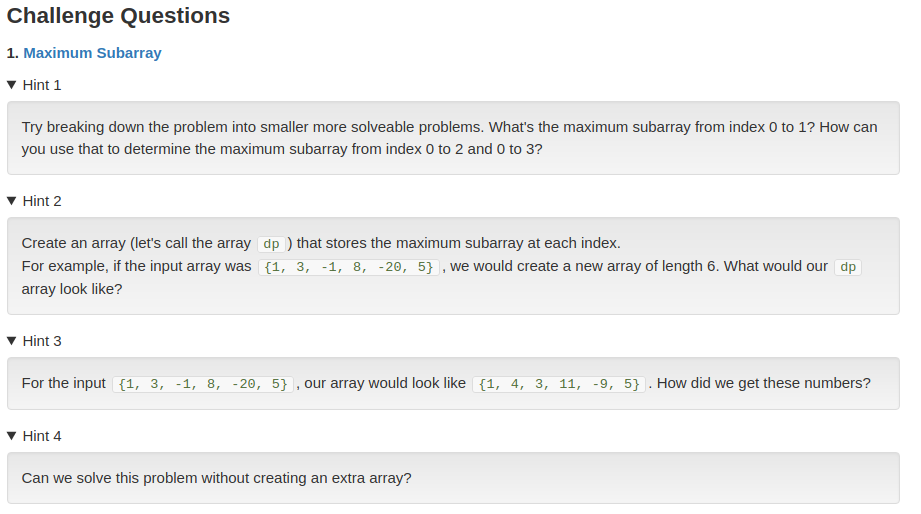 Challenge Questions
1. Maximum Subarray
▼ Hint 1
Try breaking down the problem into smaller more solveable problems. What's the maximum subarray from index 0 to 1? How can
you use that to determine the maximum subarray from index 0 to 2 and 0 to 3?
▼ Hint 2
Create an array (let's call the array dp ) that stores the maximum subarray at each index.
For example, if the input array was {1, 3, -1, 8, -20, 5} , we would create a new array of length 6. What would our dp
array look like?
▼ Hint 3
For the input {1, 3, -1, 8, -20, 5} , our array would look like {1, 4, 3, 11, -9, 5} . How did we get these numbers?
▼ Hint 4
Can we solve this problem without creating an extra array?